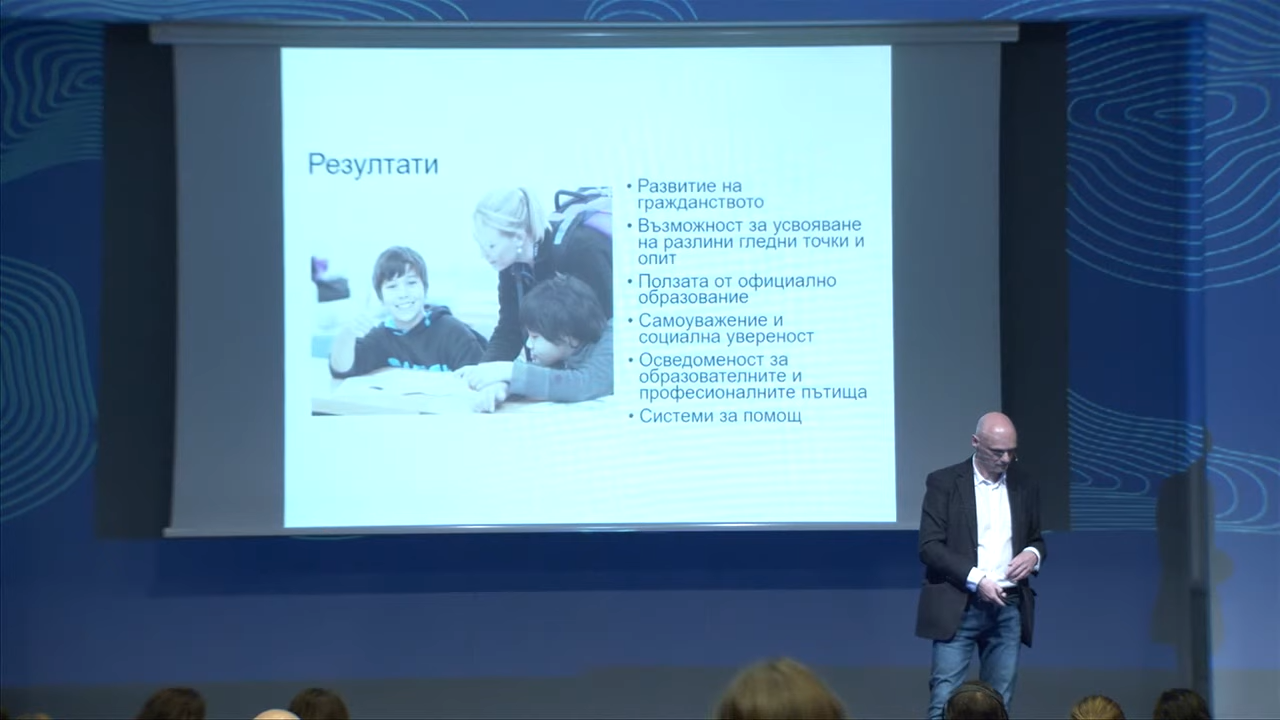 Резултати
• Развитие на
гражданството
• Възможност за усвояване
на разлини гледни точки и
опит
• Ползата от официално
образование
• Самоуважение и
социална увереност
• Осведоменост за
образователните и
професионалните пътища
• Системи за помощ